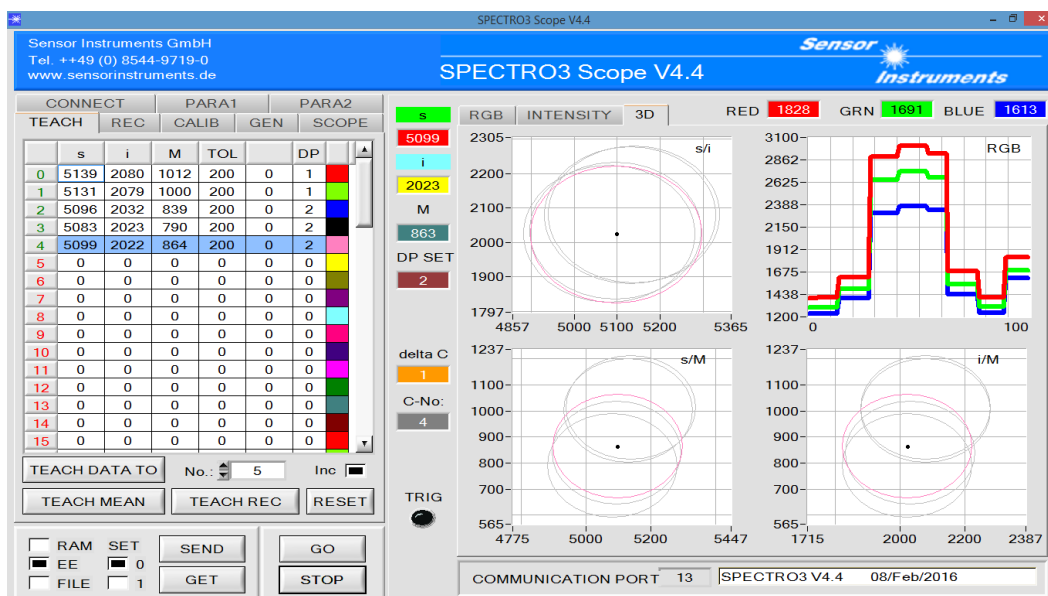 SPECTRO3 Scope V4.4
Sensor Instruments GmbH
Tel. ++49 (0) 8544-9719-0
www.sensorinstruments.de
SPECTRO3 Scope V4.4
Sensor
Instruments
CONNECT PARA1 PARA2
TEACH REC CALIB GEN SCOPE
s i M TOL DP
0 5139 2080 1012 200 0 1
1 5131 2079 1000 200 0 1
2 5096 2032 839 200 0 2
3 5083 2023 790 200 0 2
4 5099 2022 864 200 0 2
5 0 0 0 0 0 0
6 0 0 0 0 0 0
7 0 0 0 0 0 0
8 0 0 0 0 0 0
9 0 0 0 0 0 0
10 0 0 0 0 0 0
11 0 0 0 0 0 0
12 0 0 0 0 0 0
13 0 0 0 0 0 0
14 0 0 0 0 0 0
15 0 0 0 0 0 0
TEACH DATA TO No.: 5 Inc
TEACH MEAN TEACH REC RESET
RAM SET SEND GO
EE 0
FILE 1 GET STOP
s
5099
i
2023
M
863
DP SET
2
delta C
1
C-No:
4
TRIG
RGB INTENSITY 3D
RED 1828 GRN 1691 BLUE 1613
s/i
2305
2200
2100
2000
1900
1797
4857 5000 5100 5200 5365
RGB
3100
2862
2625
2388
2150
1912
1675
1438
1200
0 100
s/M
1237
1100
1000
900
800
700
565
4775 5000 5200 5447
i/M
1237
1100
1000
900
800
700
565
1715 2000 2200 2387
COMMUNICATION PORT 13 SPECTRO3 V4.4 08/Feb/2016